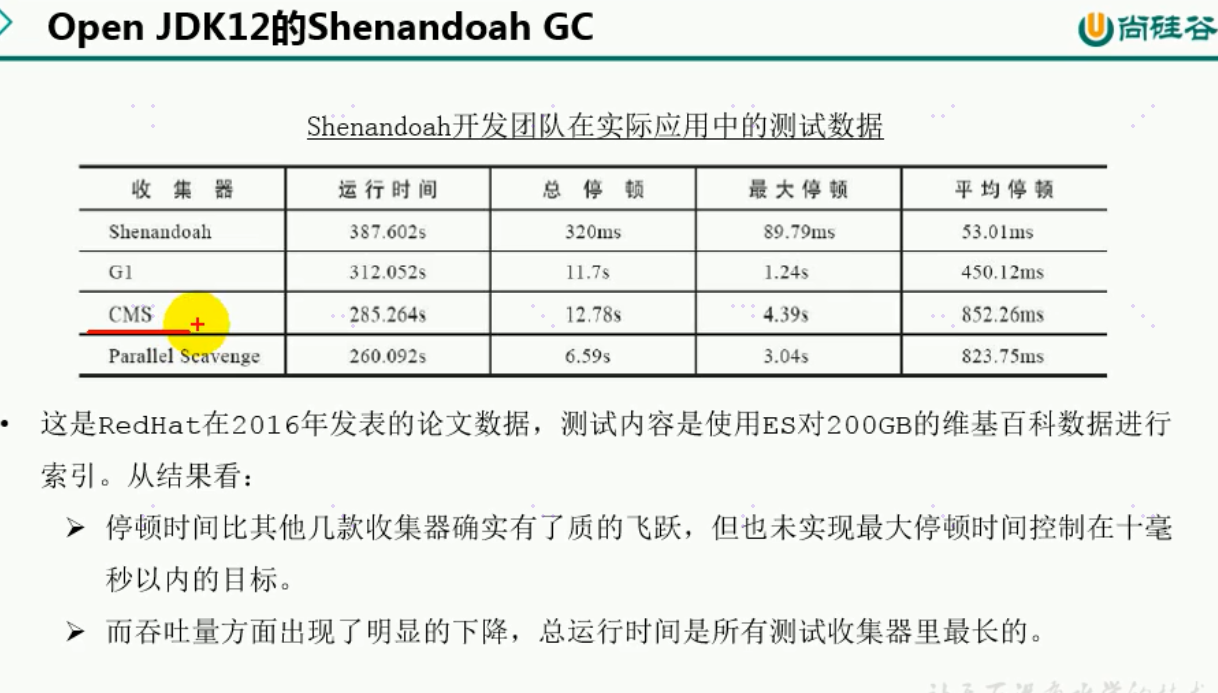 Open JDK12的Shenandoah GC
尚硅谷
Shenandoah开发团队在实际应用中的测试数据
收集器 运行时间 总停顿 最大停顿 平均停顿
Shenandoah 387.602s 320ms 89.79ms 53.01ms
G1 312.052s 11.7s 1.24s 450.12ms
CMS 285.264s 12.78s 4.39s 852.26ms
Parallel Scavenge 260.092s 6.59s 3.04s 823.75ms
• 这是RedHat在2016年发表的论文数据，测试内容是使用ES对200GB的维基百科数据进行
索引。从结果看：
➢ 停顿时间比其他几款收集器确实有了质的飞跃，但也未实现最大停顿时间控制在十毫
秒以内的目标。
➢ 而吞吐量方面出现了明显的下降，总运行时间是所有测试收集器里最长的。